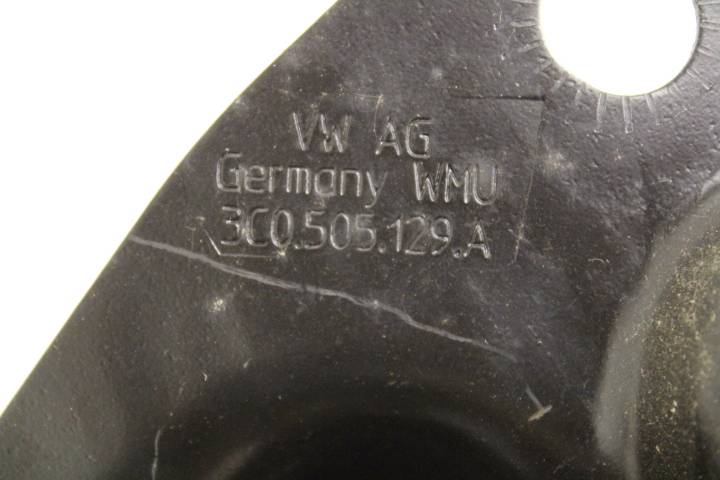 VW AG
Germany WMU
3C0.505.129.A